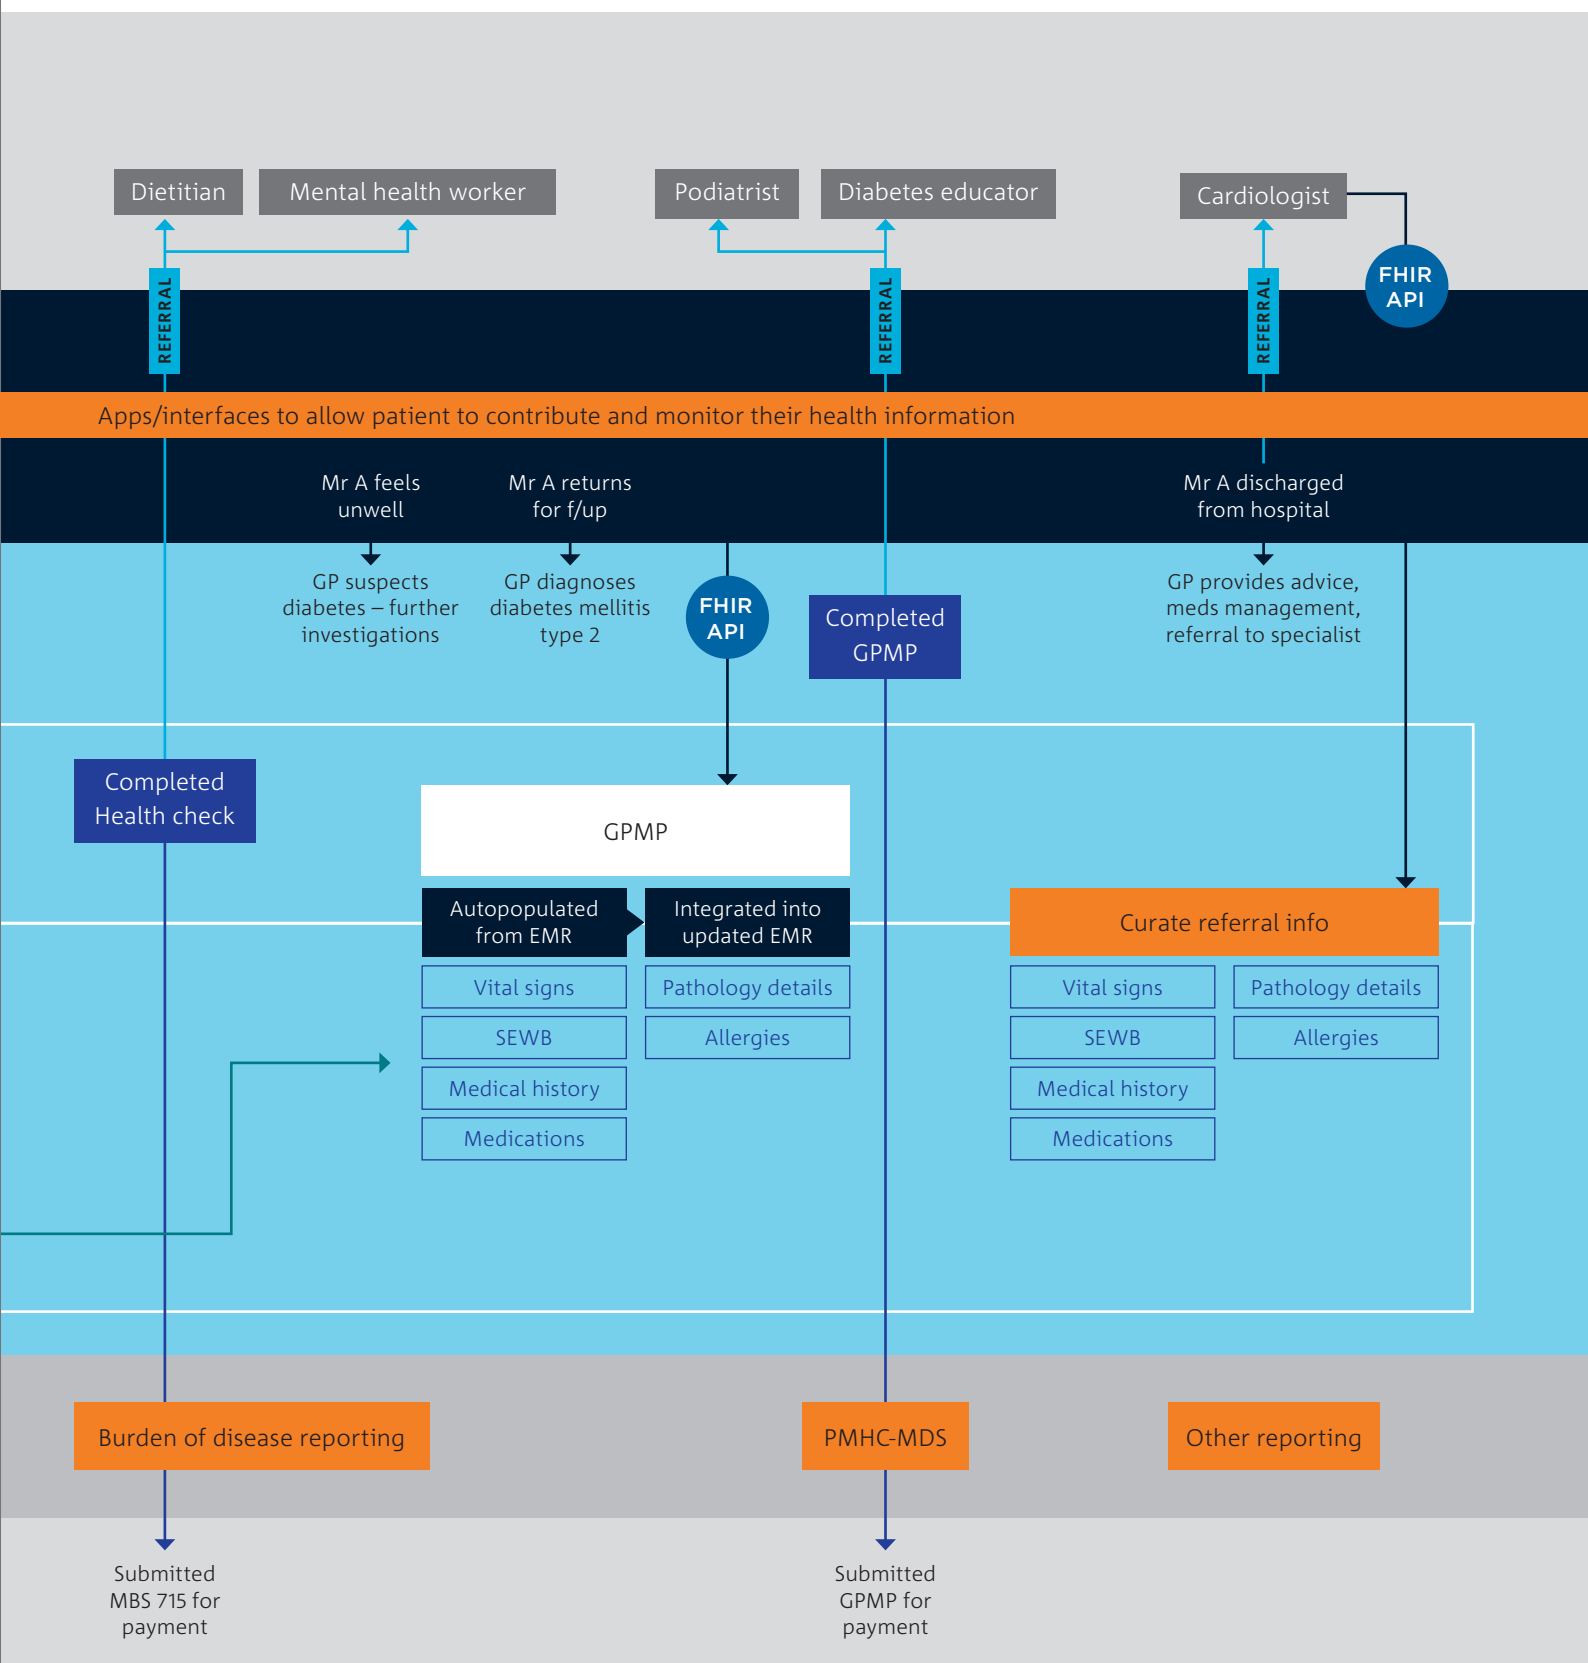 Dietitian
Mental health worker
Podiatrist
Diabetes educator
Cardiologist
FHIR
API
REFERRAL
REFERRAL
REFERRAL
Apps/interfaces to allow patient to contribute and monitor their health information
Mr A feels
unwell
Mr A returns
for f/up
Mr A discharged
from hospital
GP suspects
diabetes – further
investigations
GP diagnoses
diabetes mellitis
type 2
FHIR
API
Completed
GPMP
GP provides advice,
meds management,
referral to specialist
Completed
Health check
GPMP
Autopopulated
from EMR
Integrated into
updated EMR
Curate referral info
Vital signs
Pathology details
SEWB
Allergies
Medical history
Medications
Vital signs
Pathology details
SEWB
Allergies
Medical history
Medications
Burden of disease reporting
PMHC-MDS
Other reporting
Submitted
MBS 715 for
payment
Submitted
GPMP for
payment